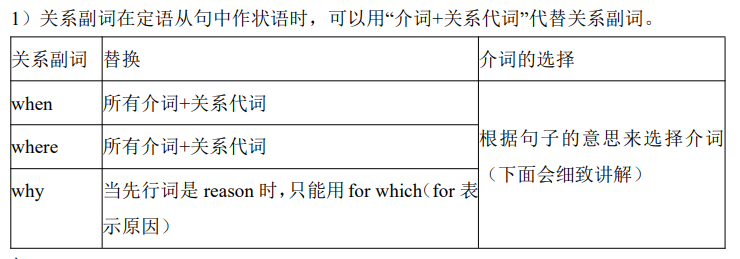 1）关系副词在定语从句中作状语时，可以用“介词+关系代词”代替关系副词。
关系副词 替换 介词的选择
when 所有介词+关系代词
where 所有介词+关系代词
根据句子的意思来选择介词
（下面会细致讲解）
why 当先行词是 reason 时，只能用 for which（for 表
示原因）